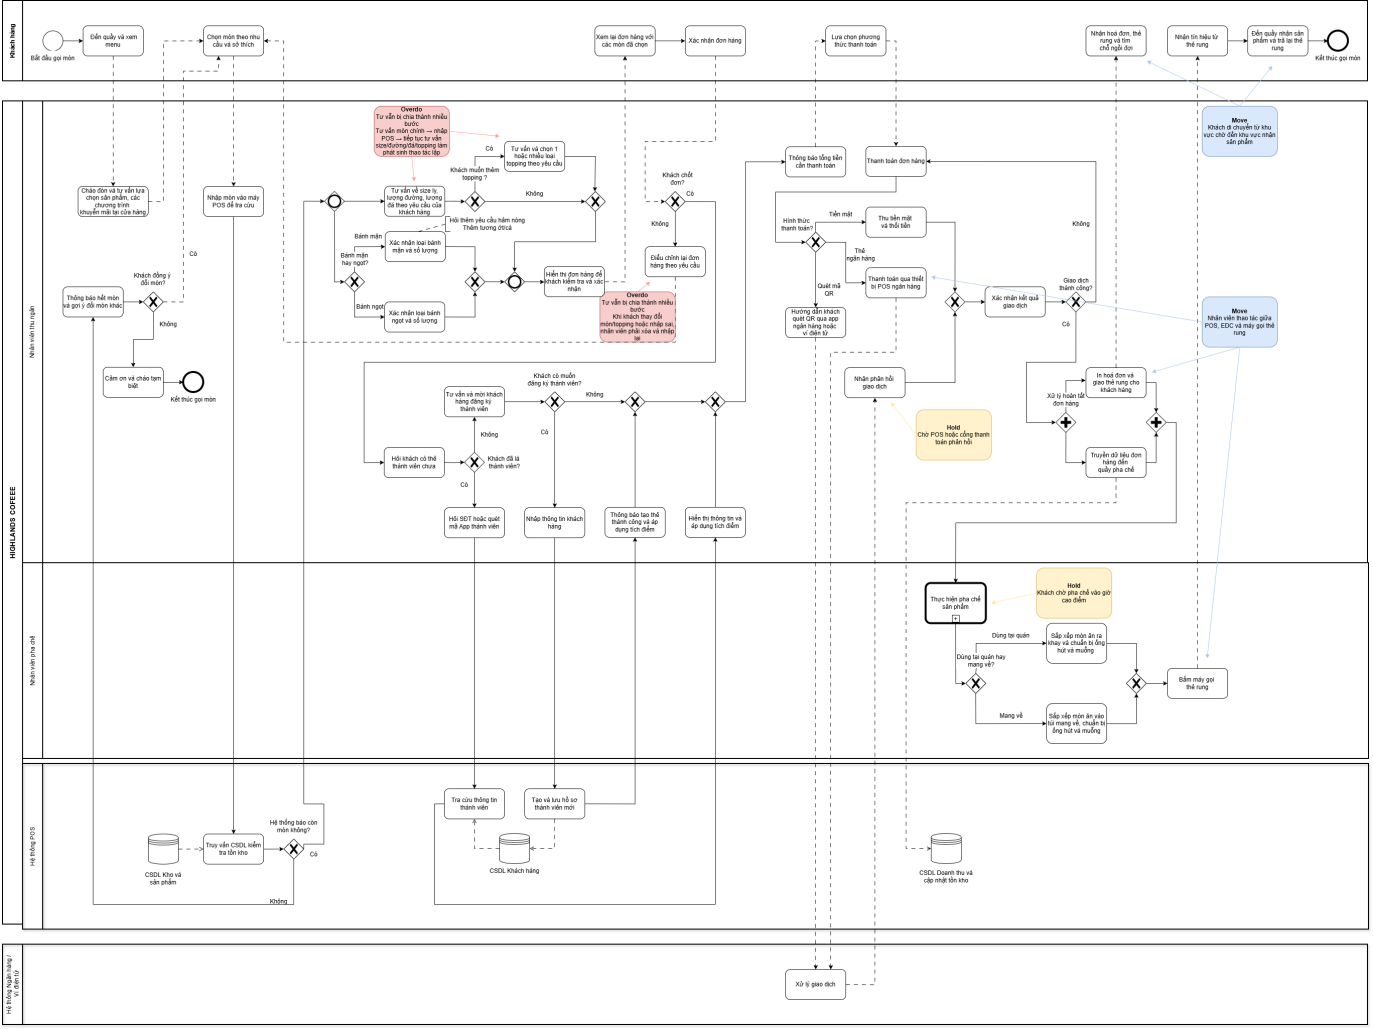 Khách hàng
Bắt đầu gọi món
Đến quầy và xem
menu
Chọn món theo nhu
cầu và sở thích
Xem lại đơn hàng với
các món đã chọn
Xác nhận đơn hàng
Lựa chọn phương
thức thanh toán
Nhận hoá đơn, thẻ
rung và tìm
chỗ ngồi đợi
Nhận tín hiệu từ
thẻ rung
Đến quầy nhận sản
phẩm và trả lại thẻ
rung
Kết thúc gọi món
HIGHLANDS COFEEE
Nhân viên thu ngân
Chào đón và tư vấn lựa
chọn sản phẩm, các
chương trình
khuyến mãi tại cửa hàng
Nhập món vào máy
POS để tra cứu
Có
Khách đồng ý
đổi món?
Thông báo hết món
và gợi ý đổi món khác
Không
Cảm ơn và chào tạm
biệt
Kết thúc gọi món
Overdo
Tư vấn bị chia thành nhiều
bước
Tư vấn món chính → nhập
POS → tiếp tục tư vấn
size/đường/đá/topping làm
phát sinh thao tác lặp
Có
Khách muốn thêm
topping ?
Tư vấn và chọn 1
hoặc nhiều loại
topping theo yêu cầu
Tư vấn về size ly,
lượng đường, lượng
đá theo yêu cầu của
khách hàng
Không
Hỏi thêm yêu cầu hâm nóng
Thêm tương ớt/cà
Bánh mặn
Xác nhận loại bánh
mặn và số lượng
Bánh mặn
hay ngọt?
Bánh ngọt
Xác nhận loại bánh
ngọt và số lượng
Hiển thị đơn hàng để
khách kiểm tra và xác
nhận
Khách chốt
đơn?
Có
Không
Điều chỉnh lại đơn
hàng theo yêu cầu
Overdo
Tư vấn bị chia thành nhiều
bước
Khi khách thay đổi
món/topping hoặc nhập sai,
nhân viên phải xóa và nhập
lại
Thông báo tổng tiền
cần thanh toán
Thanh toán đơn hàng
Hình thức
thanh toán?
Tiền mặt
Thu tiền mặt
và thối tiền
Thẻ
ngân hàng
Thanh toán qua thiết
bị POS ngân hàng
Quét mã
QR
Hướng dẫn khách
quét QR qua app
ngân hàng hoặc
ví điện tử
Xác nhận kết quả
giao dịch
Giao dịch
thành công?
Không
Có
Nhận phản hồi
giao dịch
Hold
Chờ POS hoặc cổng thanh
toán phản hồi
Move
Khách di chuyển từ khu
vực chờ đến khu vực nhận
sản phẩm
Move
Nhân viên thao tác giữa
POS, EDC và máy gọi thẻ
rung
Xử lý hoàn tất
đơn hàng
In hoá đơn và
giao thẻ rung cho
khách hàng
Truyền dữ liệu đơn
hàng đến
quầy pha chế
Hỏi khách có thẻ
thành viên chưa
Khách đã là
thành viên?
Không
Có
Tư vấn và mời khách
hàng đăng ký
thành viên
Khách có muốn
đăng ký thành viên?
Không
Có
Hỏi SĐT hoặc quét
mã App thành viên
Nhập thông tin khách
hàng
Thông báo tạo thẻ
thành công và áp
dụng tích điểm
Hiển thị thông tin và
áp dụng tích điểm
Nhân viên pha chế
Thực hiện pha chế
sản phẩm
Hold
Khách chờ pha chế vào giờ
cao điểm
Dùng tại quán hay
mang về?
Dùng tại quán
Sắp xếp món ăn ra
khay và chuẩn bị ống
hút và muỗng
Mang về
Sắp xếp món ăn vào
túi mang về, chuẩn bị
ống hút và muỗng
Bấm máy gọi
thẻ rung
Hệ thống POS
CSDL Kho và
sản phẩm
Truy vấn CSDL kiểm
tra tồn kho
Hệ thống báo còn
món không?
Có
Không
Tra cứu thông tin
thành viên
Tạo và lưu hồ sơ
thành viên mới
CSDL Khách hàng
CSDL Doanh thu và
cập nhật tồn kho
Hệ thống Ngân hàng /
Ví điện tử
Xử lý giao dịch